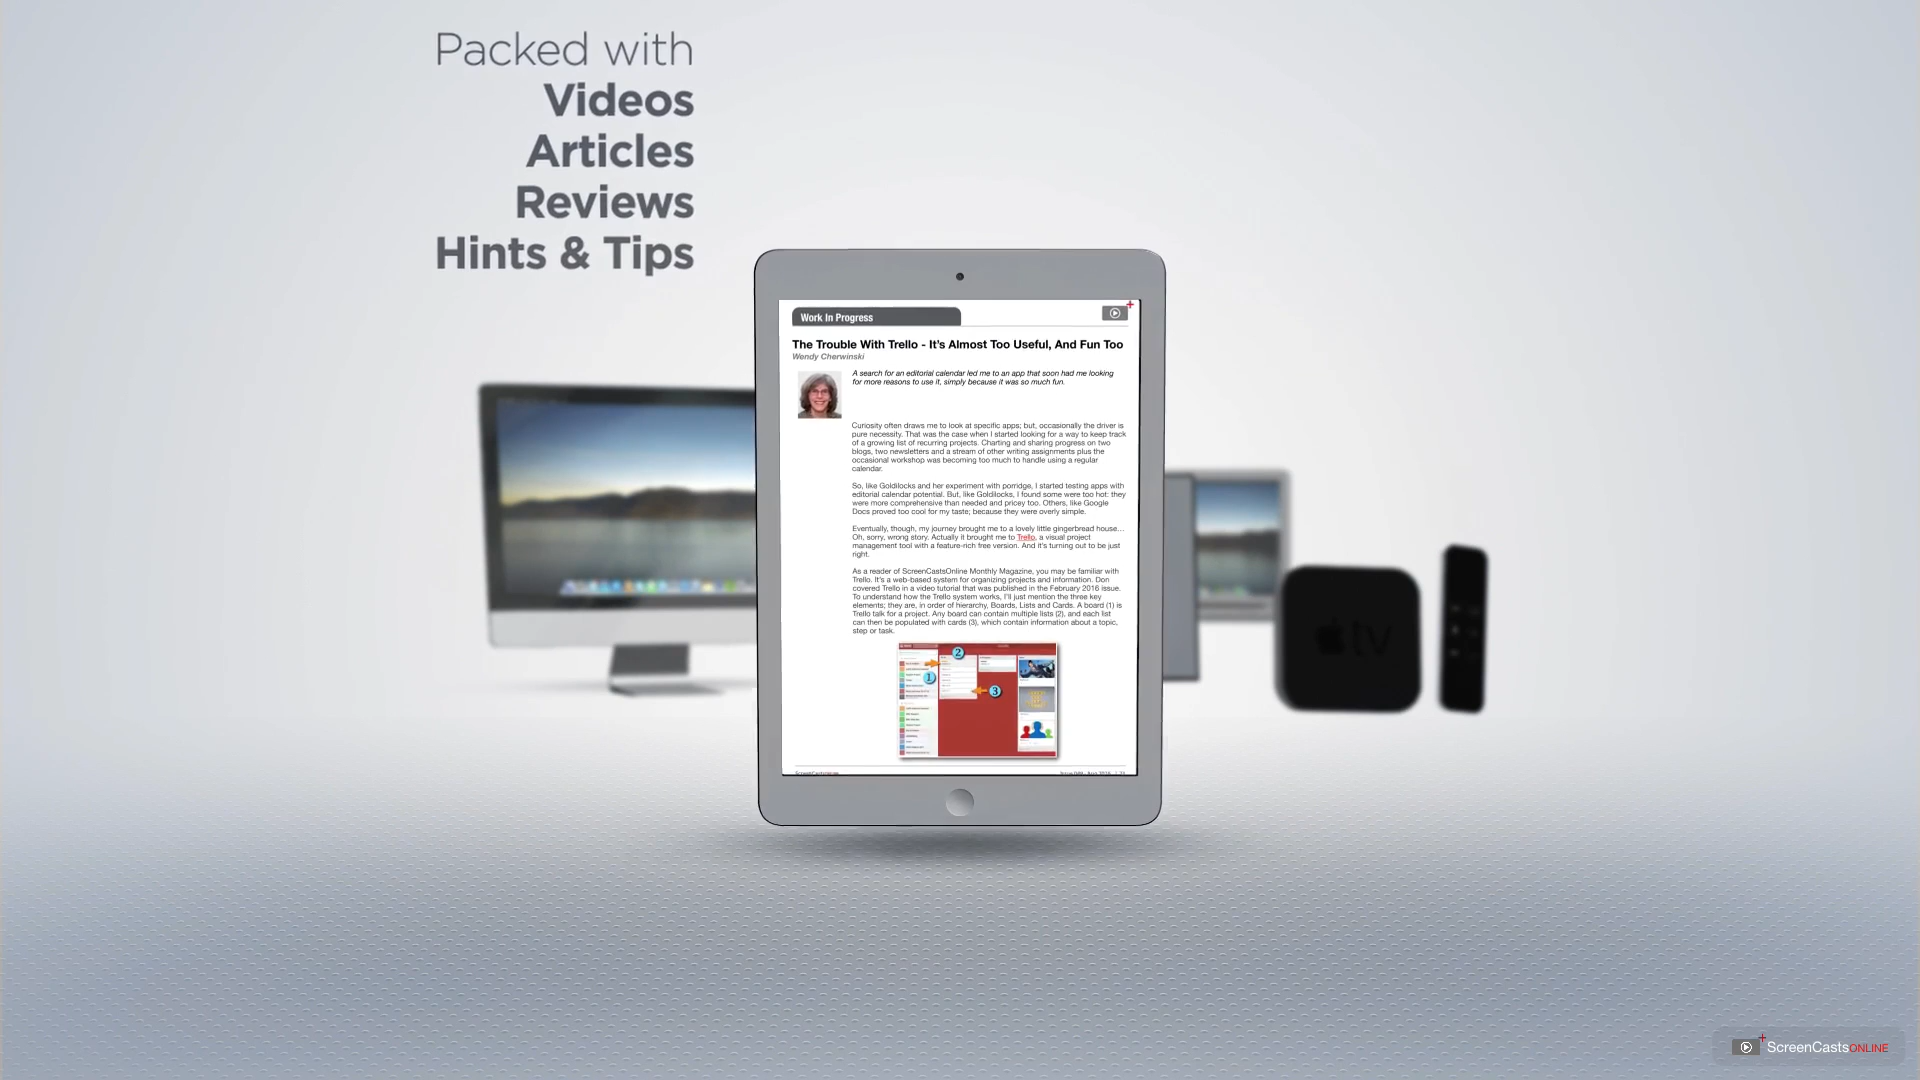 Packed with
Videos
Articles
Reviews
Hints & Tips
Work In Progress
The Trouble With Trello - It's Almost Too Useful, And Fun Too
Wendy Cherwinski
A search for an editorial calendar led me to an app that soon had me looking
for more reasons to use it, simply because it was so much fun.
Curiosity often draws me to look at specific apps; but, occasionally the driver is
pure necessity. That was the case when I started looking for a way to keep track
of a growing list of recurring projects. Charting and sharing progress on two
blogs, two newsletters and a stream of other writing assignments plus the
occasional workshop was becoming too much to handle using a regular
calendar.
So, like Goldilocks and her experiment with porridge, I started testing apps with
editorial calendar potential. But, like Goldilocks, I found some were too hot: they
were more comprehensive than needed and pricey too. Others, like Google
Docs proved too cool for my taste; because they were overly simple.
Eventually, though, my journey brought me to a lovely little gingerbread house...
Oh, sorry, wrong story. Actually it brought me to Trello, a visual project
management tool with a feature-rich free version. And it's turning out to be just
right.
As a reader of ScreenCastsOnline Monthly Magazine, you may be familiar with
Trello. It's a web-based system for organizing projects and information. Don
covered Trello in a video tutorial that was published in the February 2016 issue.
To understand how the Trello system works, I'll just mention the three key
elements; they are, in order of hierarchy, Boards, Lists and Cards. A board (1) is
Trello talk for a project. Any board can contain multiple lists (2), and each list
can then be populated with cards (3), which contain information about a topic,
step or task.
2
1
3
tv
ScreenCastsONLINE